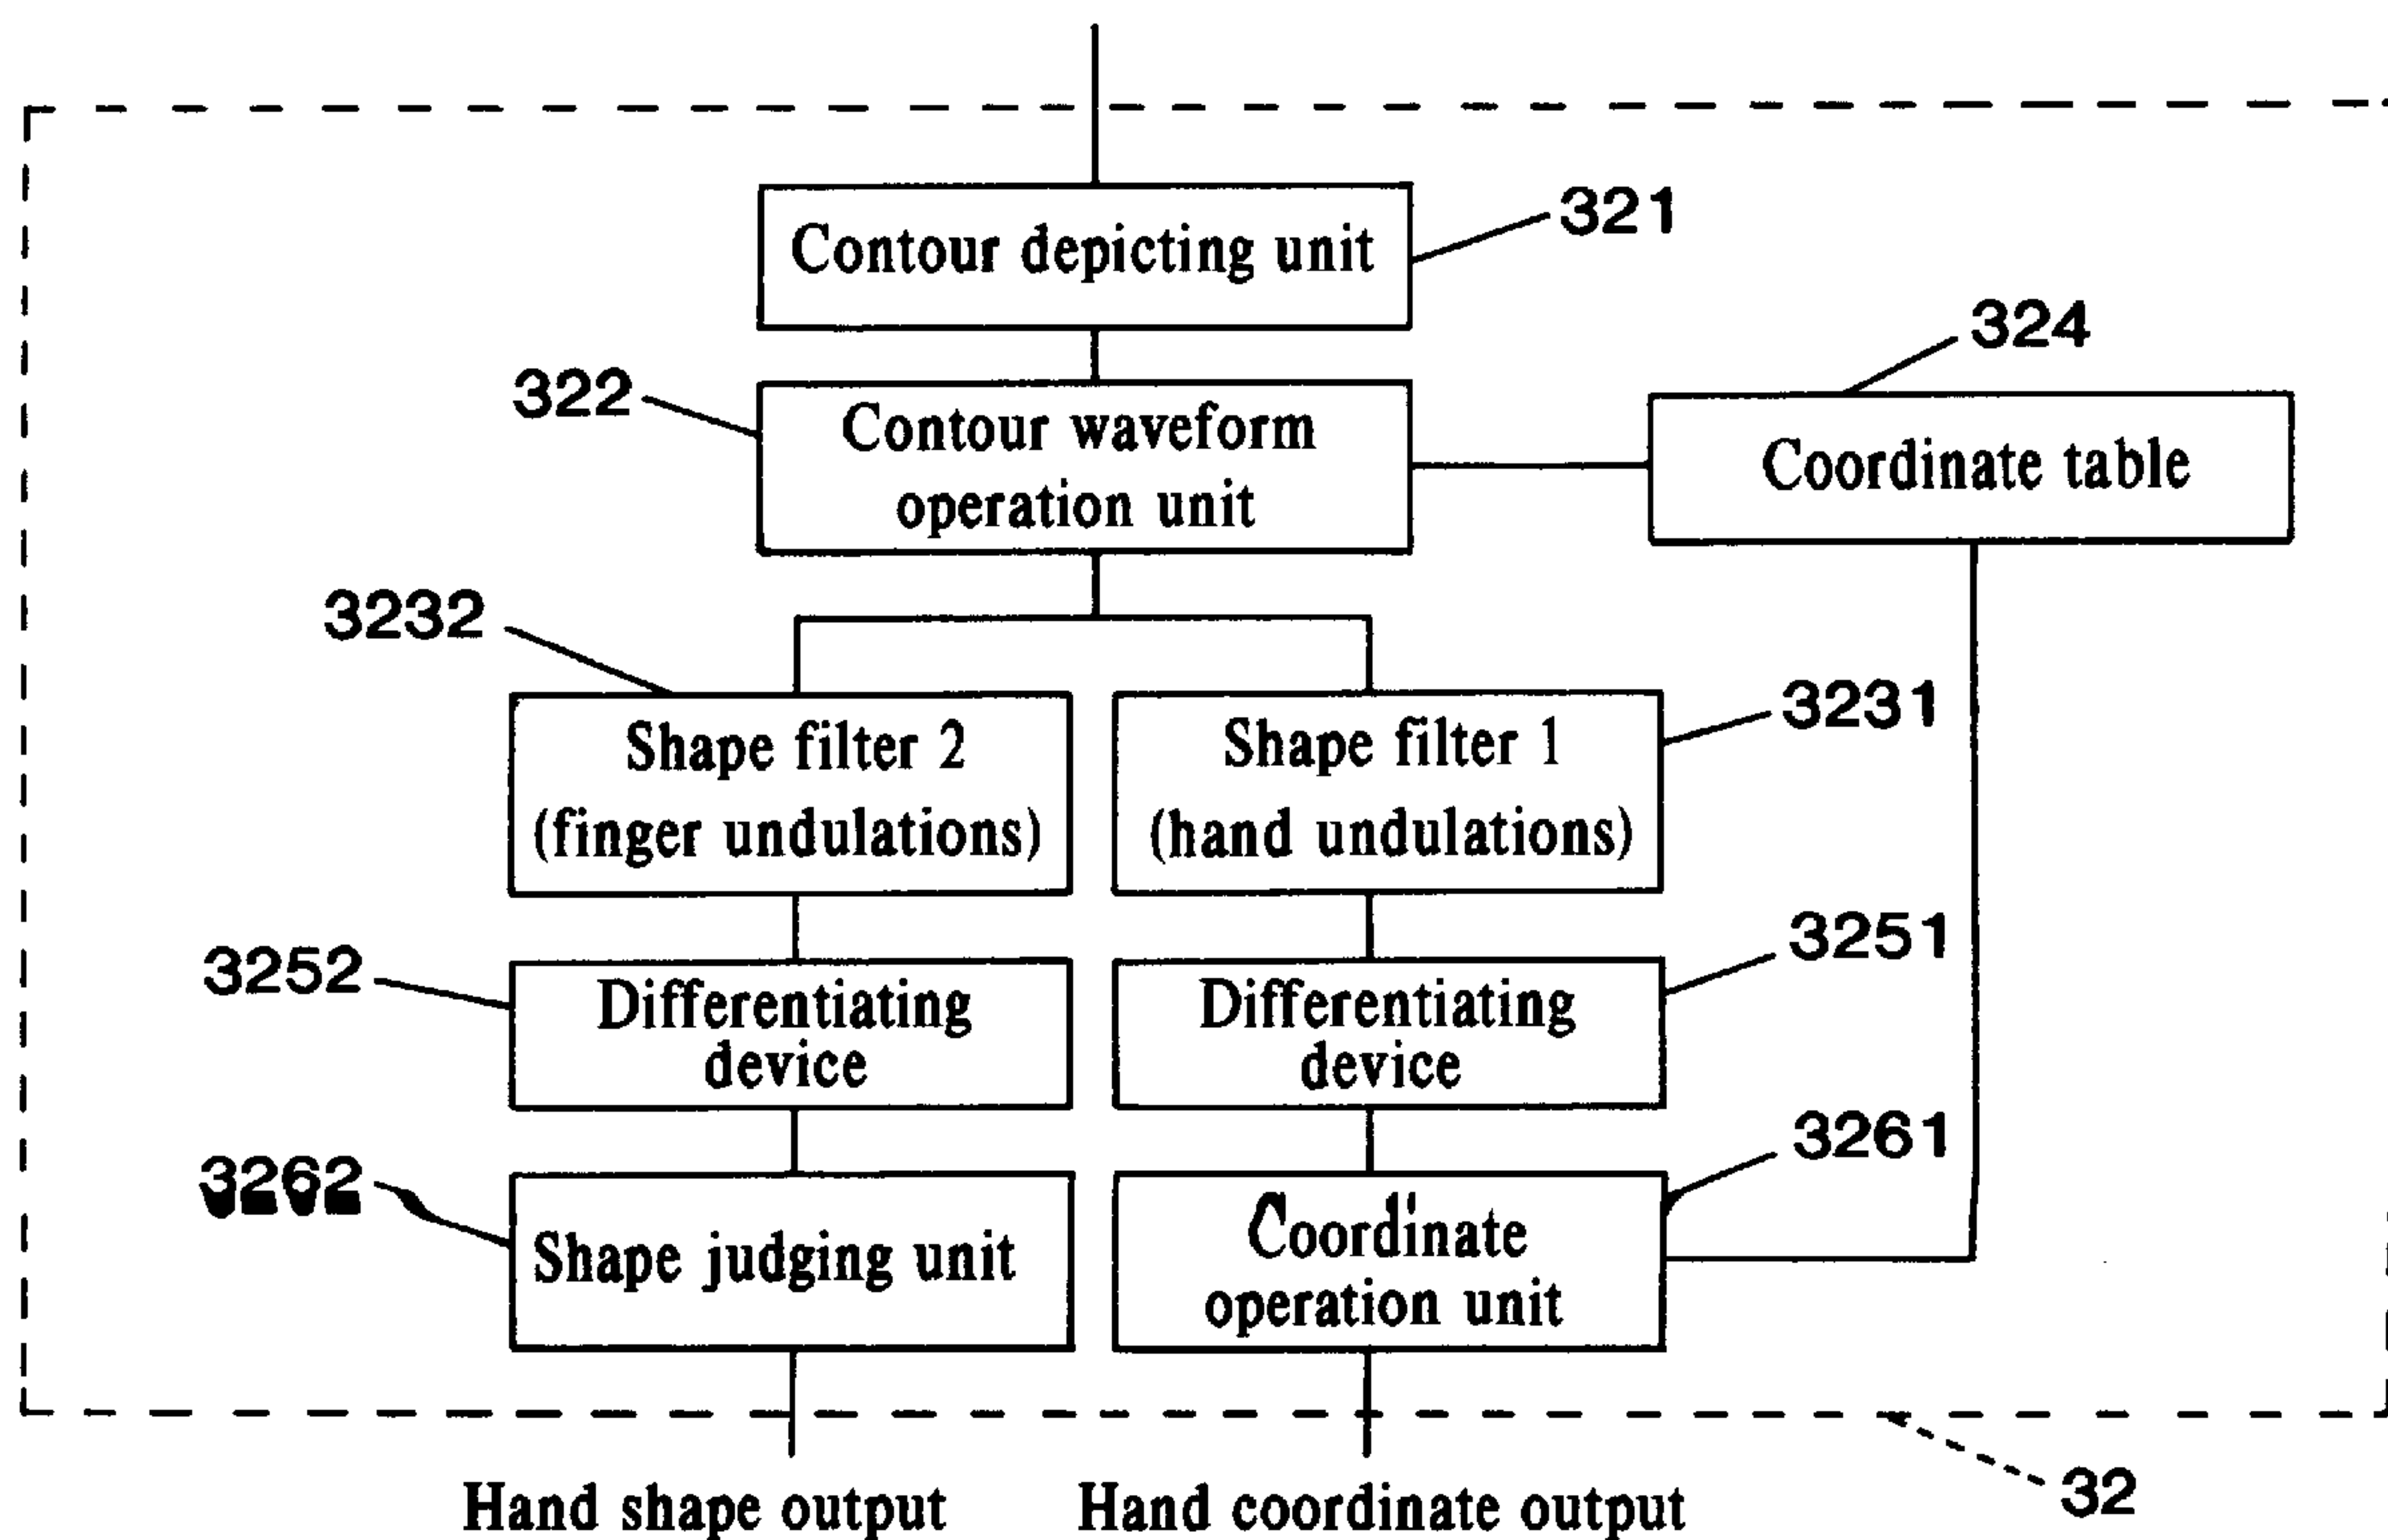 Contour depicting unit
321
324
322
Contour waveform
operation unit
Coordinate table
3232
3231
Shape filter 2
(finger undulations)
Shape filter 1
(hand undulations)
3252
3251
Differentiating
device
Differentiating
device
3262
3261
Shape judging unit
Coordinate
operation unit
32
Hand shape output
Hand coordinate output